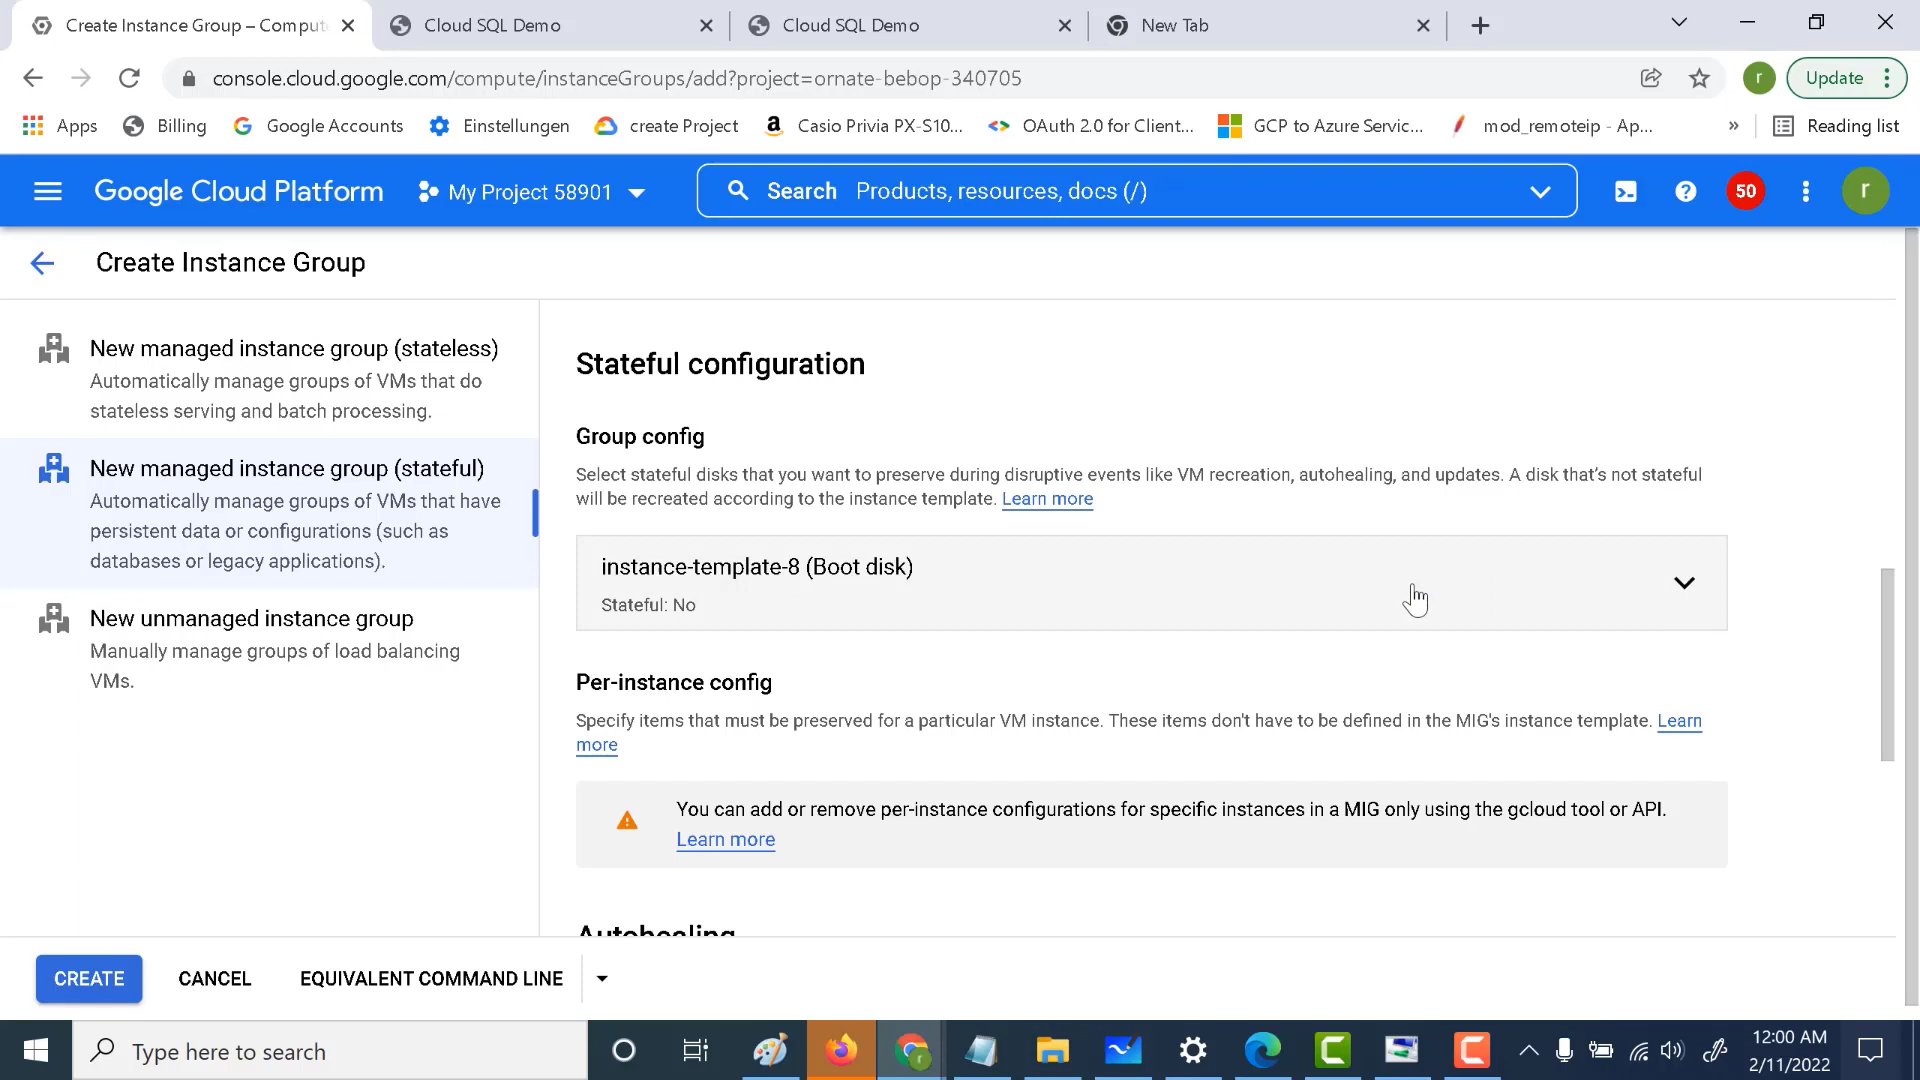 Create Instance Group – Comput
Cloud SQL Demo
Cloud SQL Demo
New Tab
console.cloud.google.com/compute/instanceGroups/add?project=ornate-bebop-340705
r
Update
Apps
Billing
Google Accounts
Einstellungen
create Project
Casio Privia PX-S10...
OAuth 2.0 for Client...
GCP to Azure Servic...
mod_remoteip - Ap...
»
Reading list
Google Cloud Platform
My Project 58901
Search Products, resources, docs (/)
50
r
Create Instance Group
New managed instance group (stateless)
Automatically manage groups of VMs that do
stateless serving and batch processing.
New managed instance group (stateful)
Automatically manage groups of VMs that have
persistent data or configurations (such as
databases or legacy applications).
New unmanaged instance group
Manually manage groups of load balancing
VMs.
Stateful configuration
Group config
Select stateful disks that you want to preserve during disruptive events like VM recreation, autohealing, and updates. A disk that's not stateful
will be recreated according to the instance template. Learn more
instance-template-8 (Boot disk)
Stateful: No
Per-instance config
Specify items that must be preserved for a particular VM instance. These items don't have to be defined in the MIG's instance template. Learn
more
You can add or remove per-instance configurations for specific instances in a MIG only using the gcloud tool or API.
Learn more
Autohealing
CREATE
CANCEL
EQUIVALENT COMMAND LINE
Type here to search
12:00 AM
2/11/2022